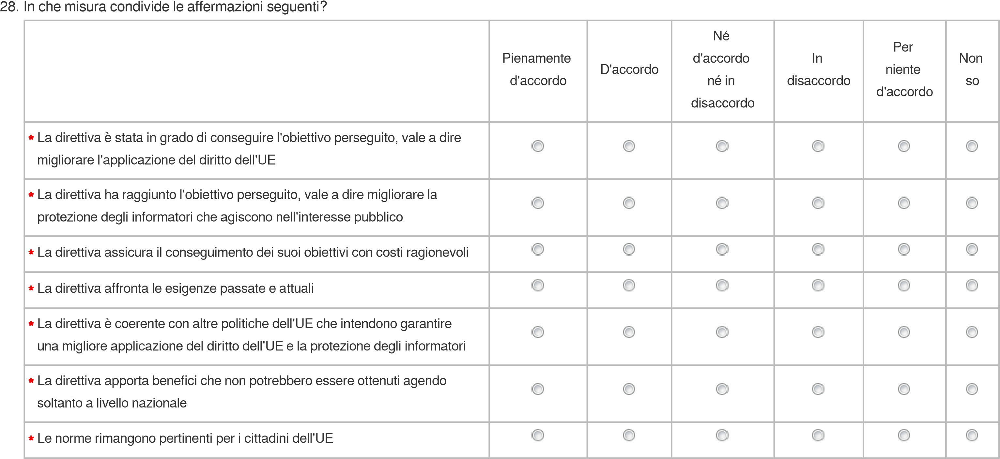 28. In che misura condivide le affermazioni seguenti?
Pienamente
d'accordo
D'accordo
Né
d'accordo
né in
disaccordo
In
disaccordo
Per
niente
d'accordo
Non
so
* La direttiva è stata in grado di conseguire l'obiettivo perseguito, vale a dire
migliorare l'applicazione del diritto dell'UE
* La direttiva ha raggiunto l'obiettivo perseguito, vale a dire migliorare la
protezione degli informatori che agiscono nell'interesse pubblico
* La direttiva assicura il conseguimento dei suoi obiettivi con costi ragionevoli
* La direttiva affronta le esigenze passate e attuali
* La direttiva è coerente con altre politiche dell'UE che intendono garantire
una migliore applicazione del diritto dell'UE e la protezione degli informatori
* La direttiva apporta benefici che non potrebbero essere ottenuti agendo
soltanto a livello nazionale
* Le norme rimangono pertinenti per i cittadini dell'UE